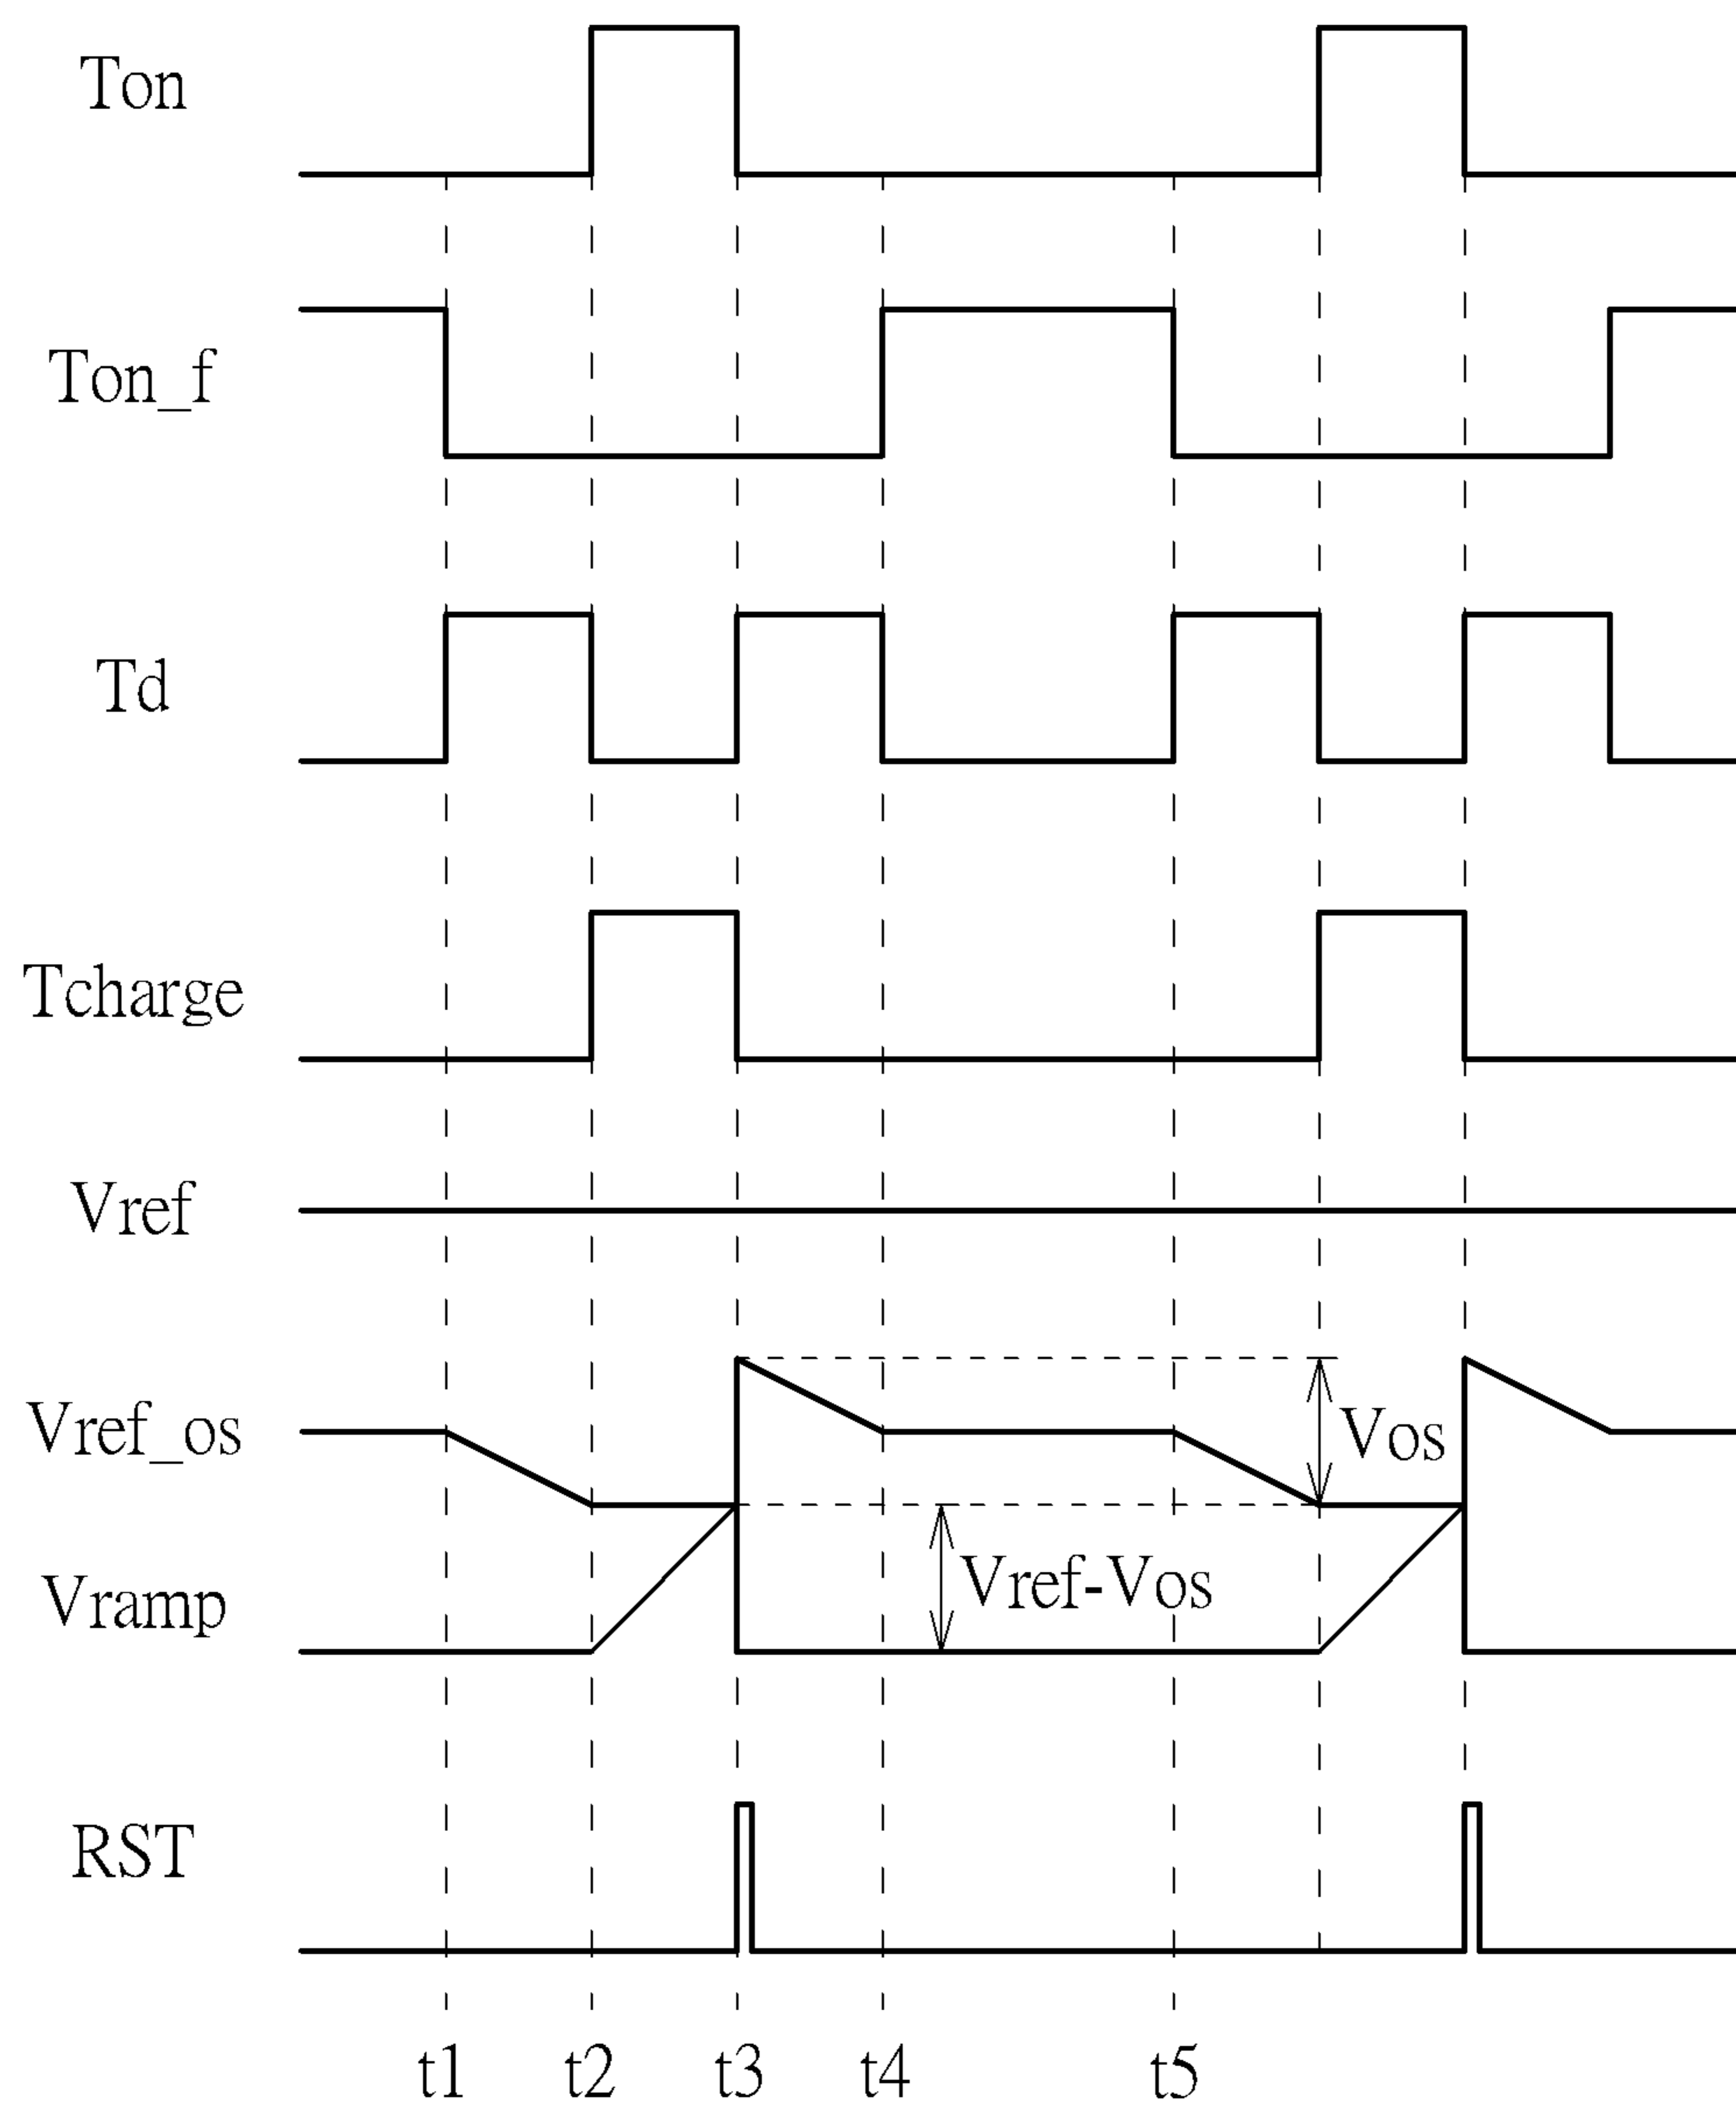 Ton
Ton_f
Td
Tcharge
Vref
Vref_os
Vos
Vref-Vos
Vramp
RST
t1 t2 t3 t4 t5